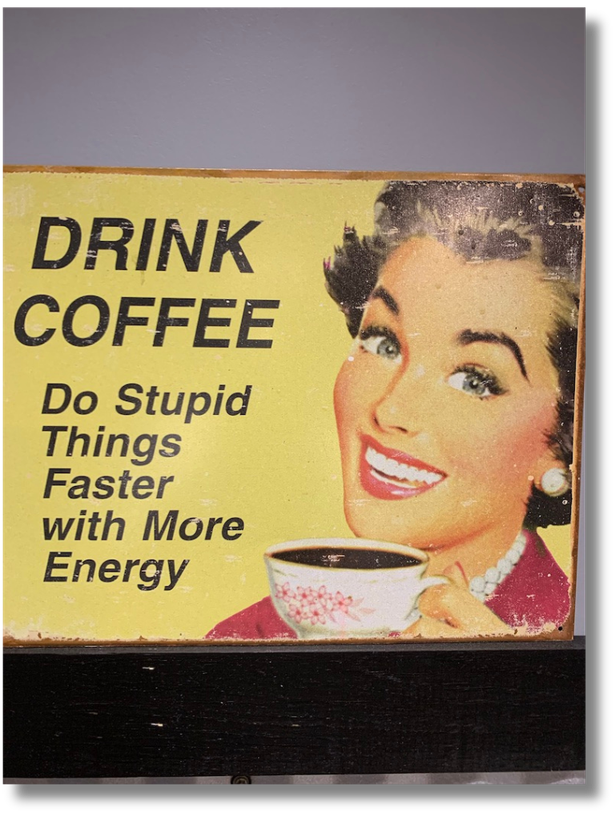 DRINK
COFFEE
Do Stupid
Things
Faster
with More
Energy